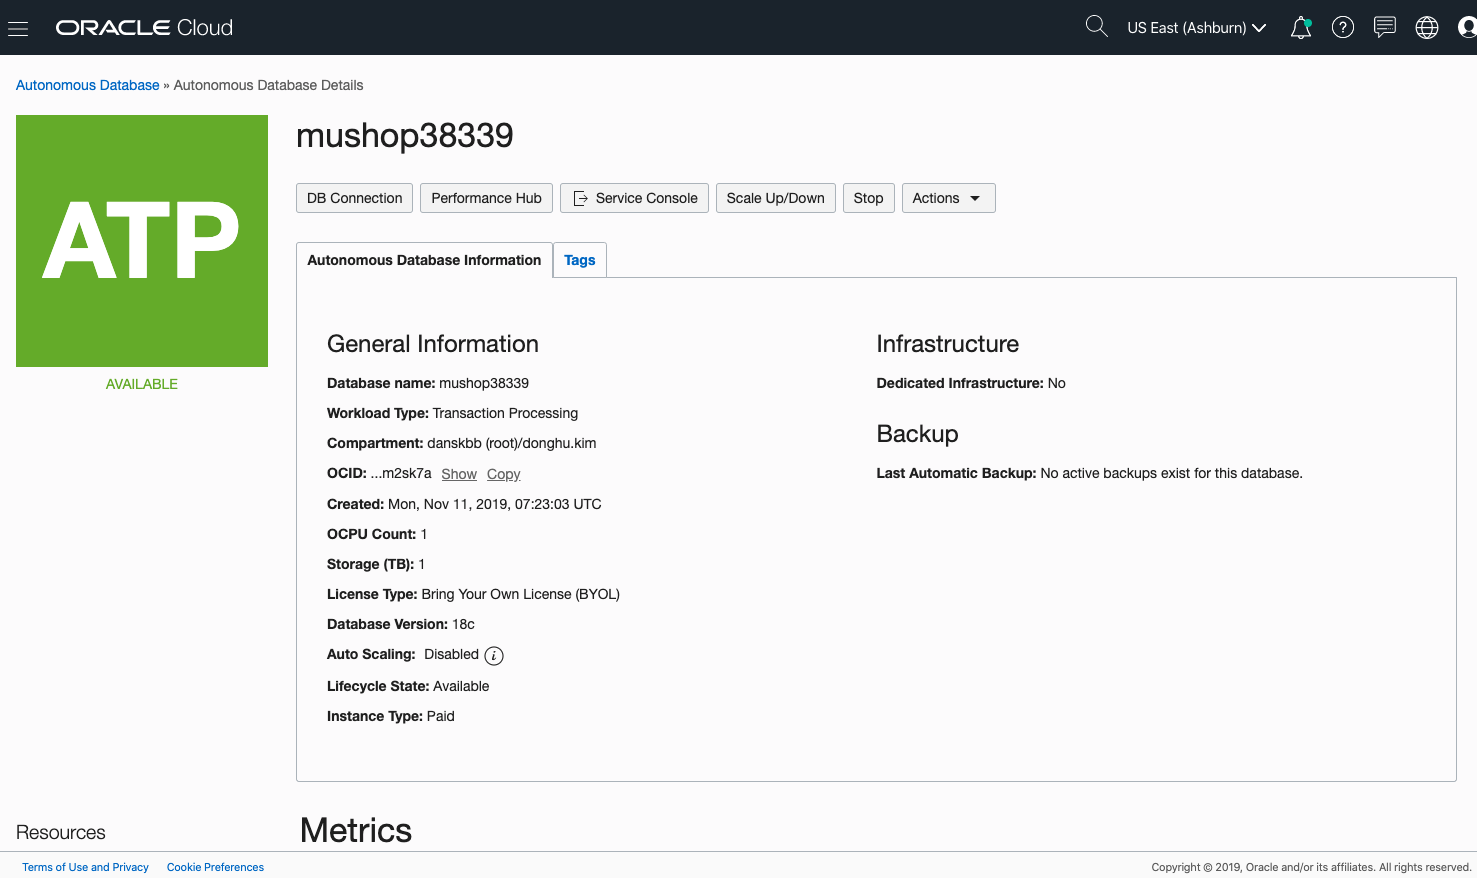 ORACLE Cloud
US East (Ashburn)
Autonomous Database » Autonomous Database Details
ATP
AVAILABLE
mushop38339
DB Connection
Performance Hub
Service Console
Scale Up/Down
Stop
Actions
Autonomous Database Information
Tags
General Information
Database name: mushop38339
Workload Type: Transaction Processing
Compartment: danskbb (root)/donghu.kim
OCID: ...m2sk7a Show Copy
Created: Mon, Nov 11, 2019, 07:23:03 UTC
OCPU Count: 1
Storage (TB): 1
License Type: Bring Your Own License (BYOL)
Database Version: 18c
Auto Scaling: Disabled i
Lifecycle State: Available
Instance Type: Paid
Infrastructure
Dedicated Infrastructure: No
Backup
Last Automatic Backup: No active backups exist for this database.
Resources
Metrics
Terms of Use and Privacy
Cookie Preferences
Copyright © 2019, Oracle and/or its affiliates. All rights reserved.